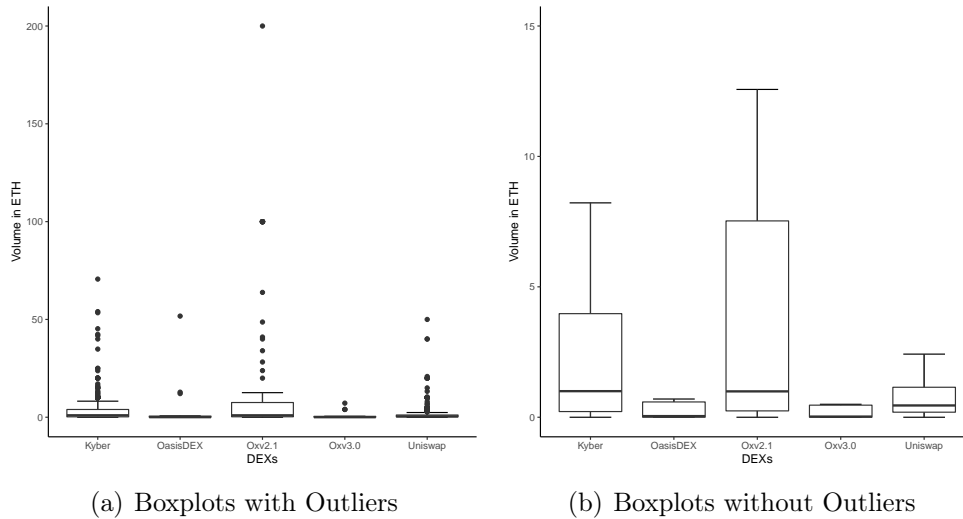 200
150
100
50
0
Volume in ETH
Kyber OasisDEX Oxv2.1 Oxv3.0 Uniswap
DEXs
(a) Boxplots with Outliers
15
10
5
0
Volume in ETH
Kyber OasisDEX Oxv2.1 Oxv3.0 Uniswap
DEXs
(b) Boxplots without Outliers